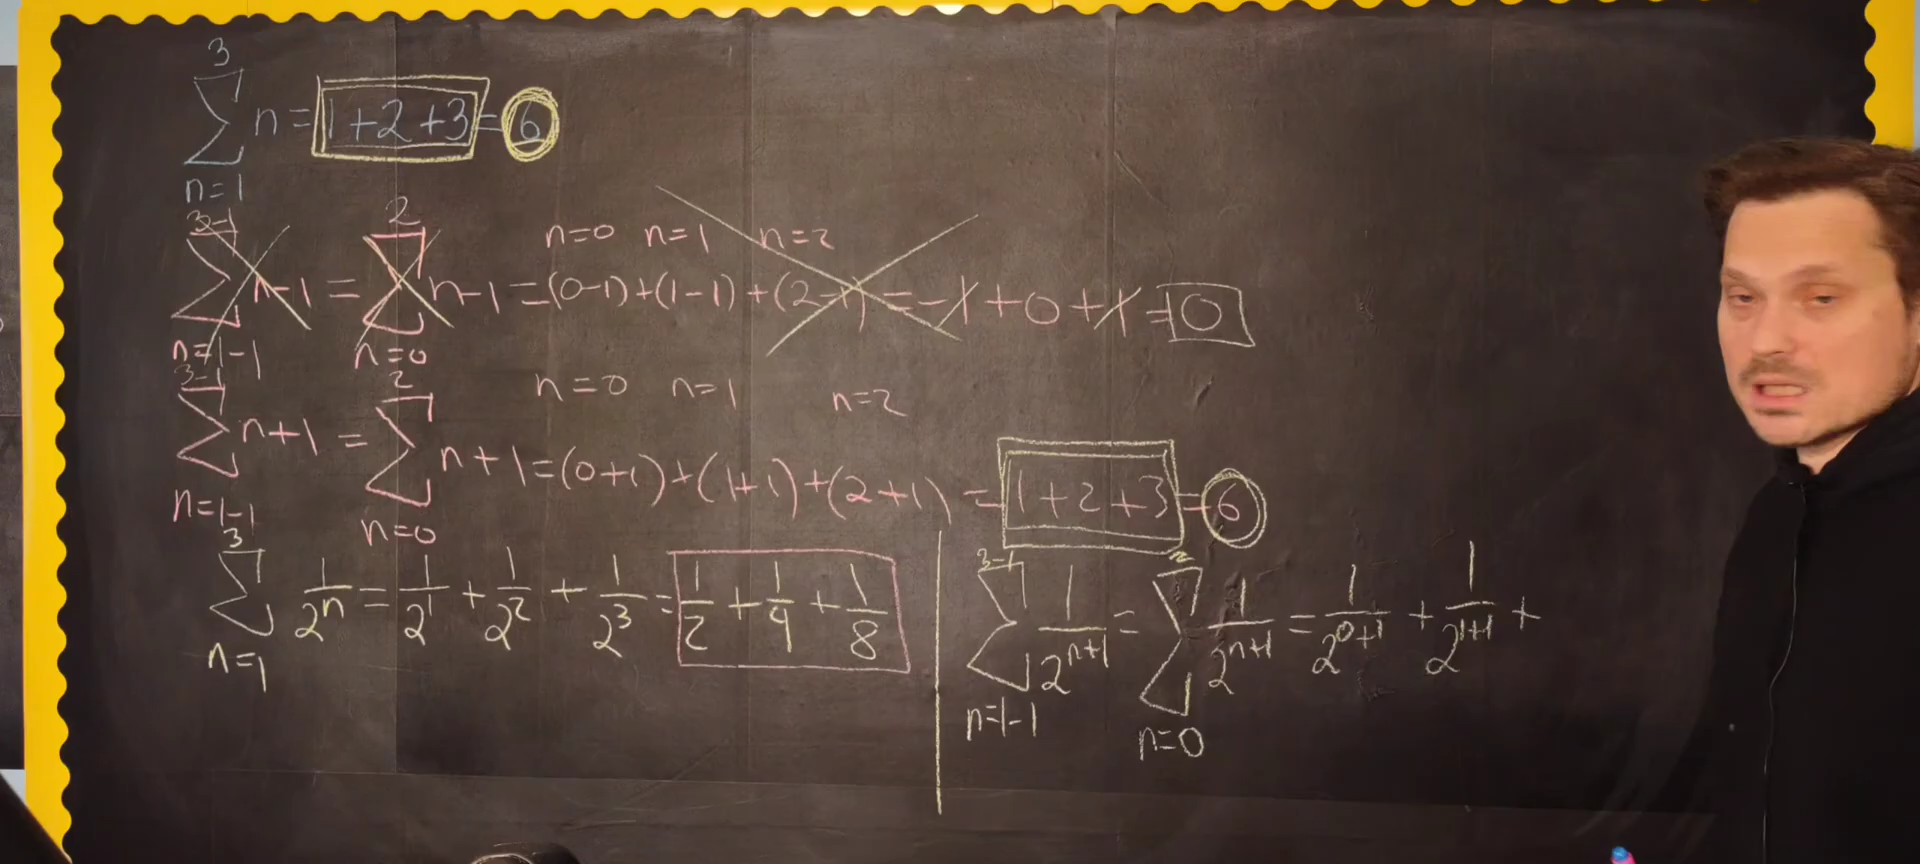 3
∑ n = 1+2+3 = 6
n=1
3-1 2 n=0 n=1 n=2
∑ n-1 = ∑ n-1 = (0-1)+(1-1)+(2-1) = -1+0+1 = 0
n=1-1 n=0
3-1 2 n=0 n=1 n=2
∑ n+1 = ∑ n+1 = (0+1)+(1+1)+(2+1) = 1+2+3 = 6
n=1-1 n=0
3
∑ 1/2^n = 1/2^1 + 1/2^2 + 1/2^3 = 1/2 + 1/4 + 1/8
n=1
3-1 2
∑ 1/2^{n+1} = ∑ 1/2^{n+1} = 1/2^{0+1} + 1/2^{1+1} +
n=1-1 n=0